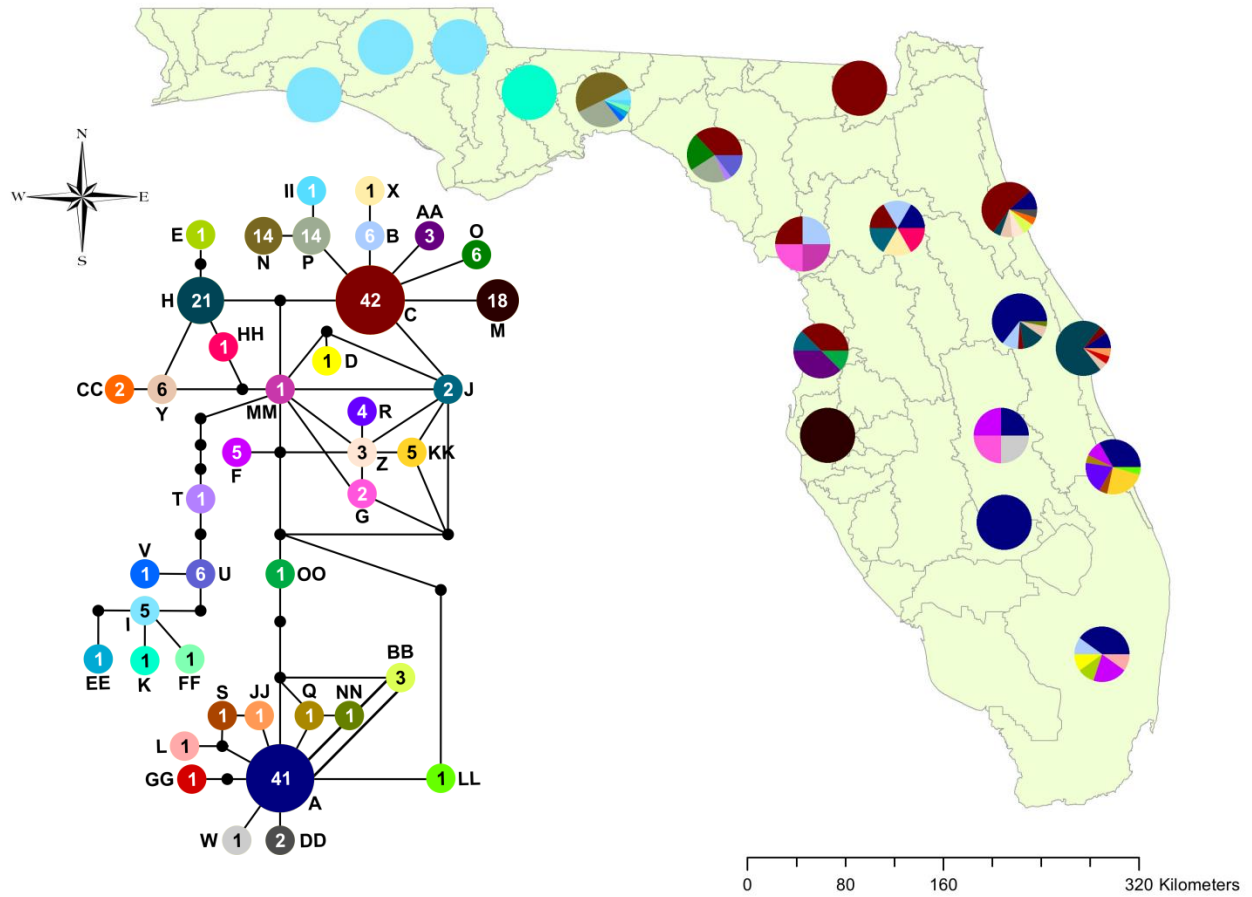 N
W E
S
II 1 1 X
AA
E 1 14 14 6 B 3 O
N P 6
H 21 42 18
C M
HH
1
1 D
CC 2 6 1 2 J
Y MM
4 R
5 3 5 KK
F Z
2
G
T 1
V
1 6 U 1 OO
5
I
1 1 1
EE K FF
BB
3
S JJ Q NN
1 1 1 1
L 1
GG 1 41 1 LL
A
W 1 2 DD
0 80 160 320 Kilometers